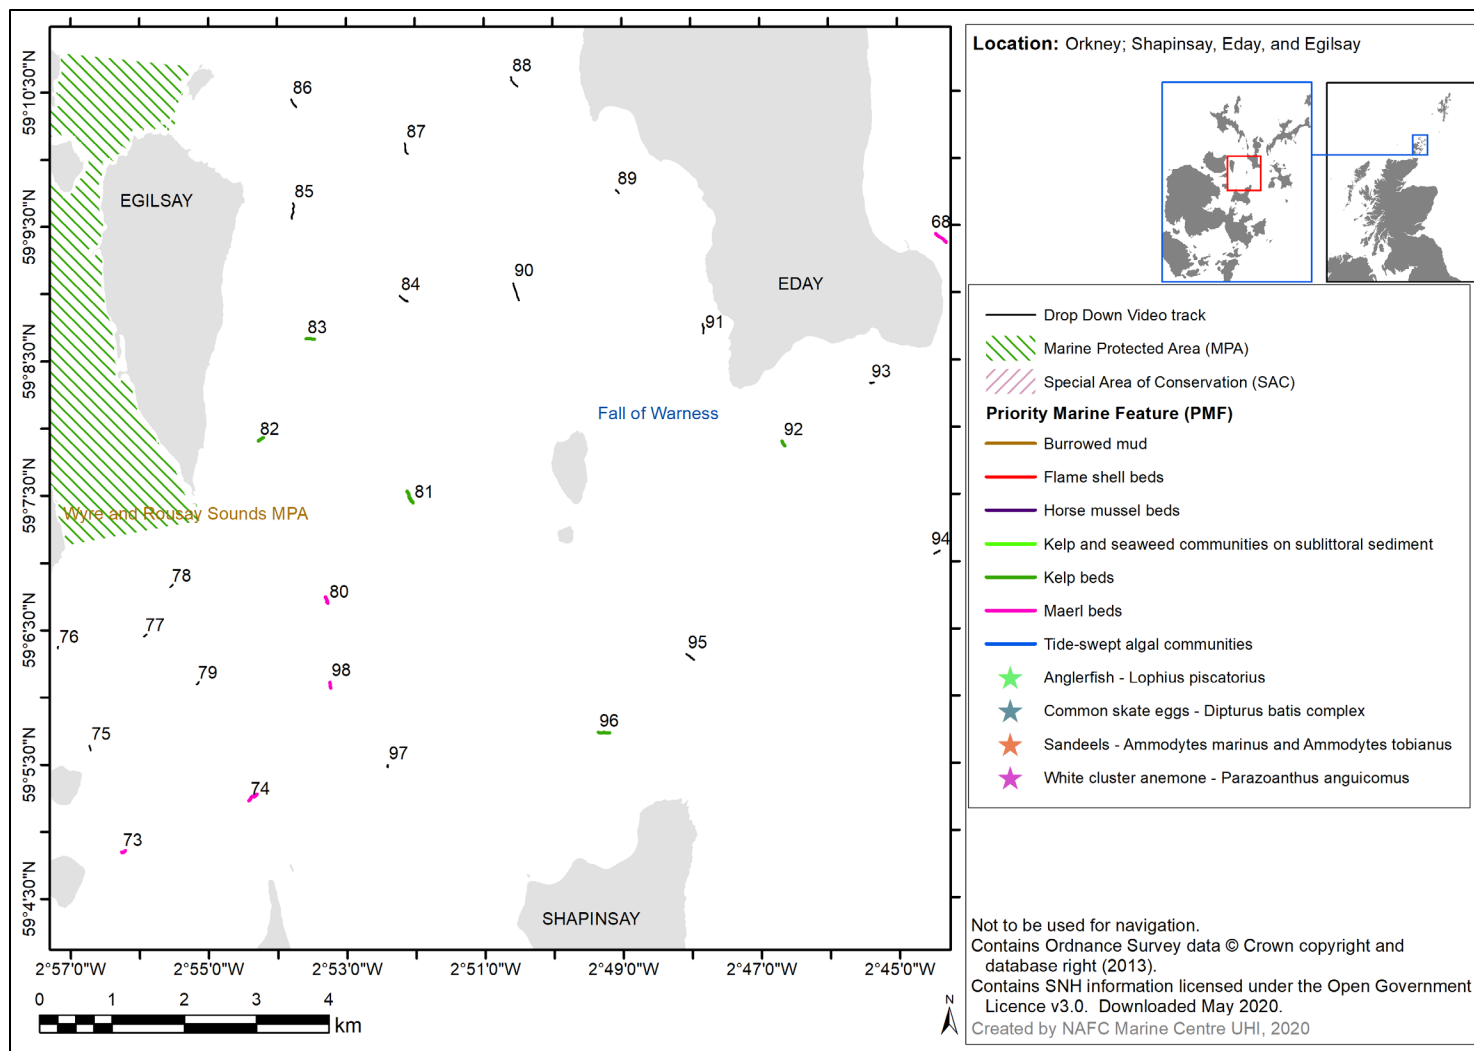 88
86
87
89
EGILSAY
85
68
84
90
EDAY
83
91
93
Fall of Warness
82
92
81
Wyre and Rousay Sounds MPA
94
78
80
77
76
95
79
98
96
75
97
74
73
SHAPINSAY
59°10'30"N
59°9'30"N
59°8'30"N
59°7'30"N
59°6'30"N
59°5'30"N
59°4'30"N
2°57'0"W
2°55'0"W
2°53'0"W
2°51'0"W
2°49'0"W
2°47'0"W
2°45'0"W
0 1 2 3 4
km
N
Location: Orkney; Shapinsay, Eday, and Egilsay
Drop Down Video track
Marine Protected Area (MPA)
Special Area of Conservation (SAC)
Priority Marine Feature (PMF)
Burrowed mud
Flame shell beds
Horse mussel beds
Kelp and seaweed communities on sublittoral sediment
Kelp beds
Maerl beds
Tide-swept algal communities
Anglerfish - Lophius piscatorius
Common skate eggs - Dipturus batis complex
Sandeels - Ammodytes marinus and Ammodytes tobianus
White cluster anemone - Parazoanthus anguicomus
Not to be used for navigation.
Contains Ordnance Survey data © Crown copyright and
database right (2013).
Contains SNH information licensed under the Open Government
Licence v3.0. Downloaded May 2020.
Created by NAFC Marine Centre UHI, 2020